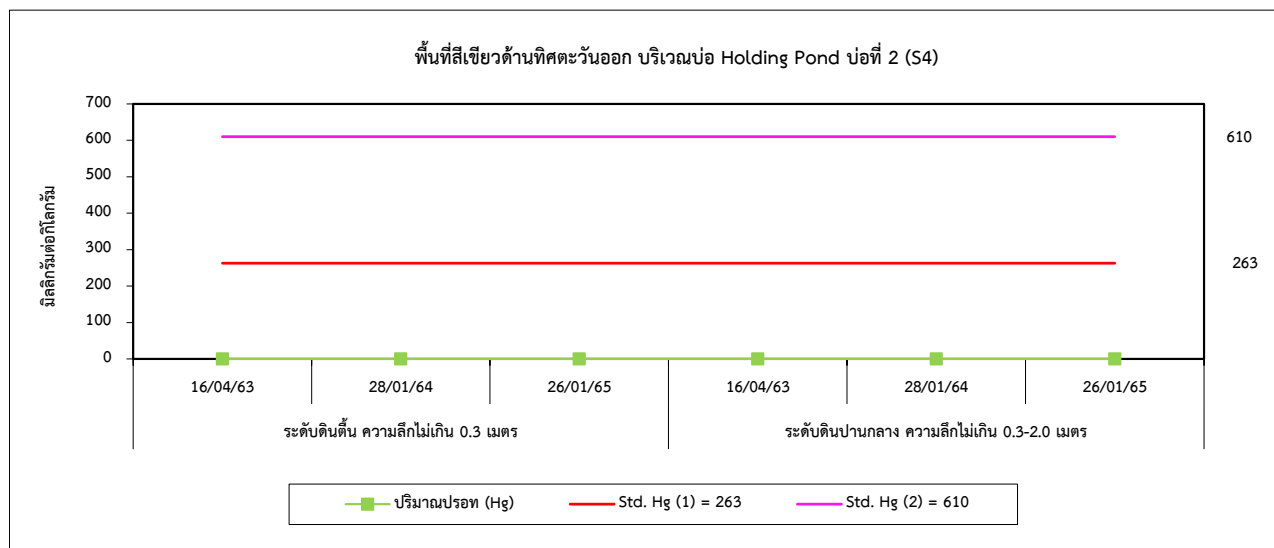 พื้นที่สีเขียวด้านทิศตะวันออก บริเวณบ่อ Holding Pond บ่อที่ 2 (S4)
มิลลิกรัมต่อกิโลกรัม
700
600
500
400
300
200
100
0
610
263
16/04/63 28/01/64 26/01/65 16/04/63 28/01/64 26/01/65
ระดับดินตื้น ความลึกไม่เกิน 0.3 เมตร ระดับดินปานกลาง ความลึกไม่เกิน 0.3-2.0 เมตร
ปริมาณปรอท (Hg) Std. Hg (1) = 263 Std. Hg (2) = 610